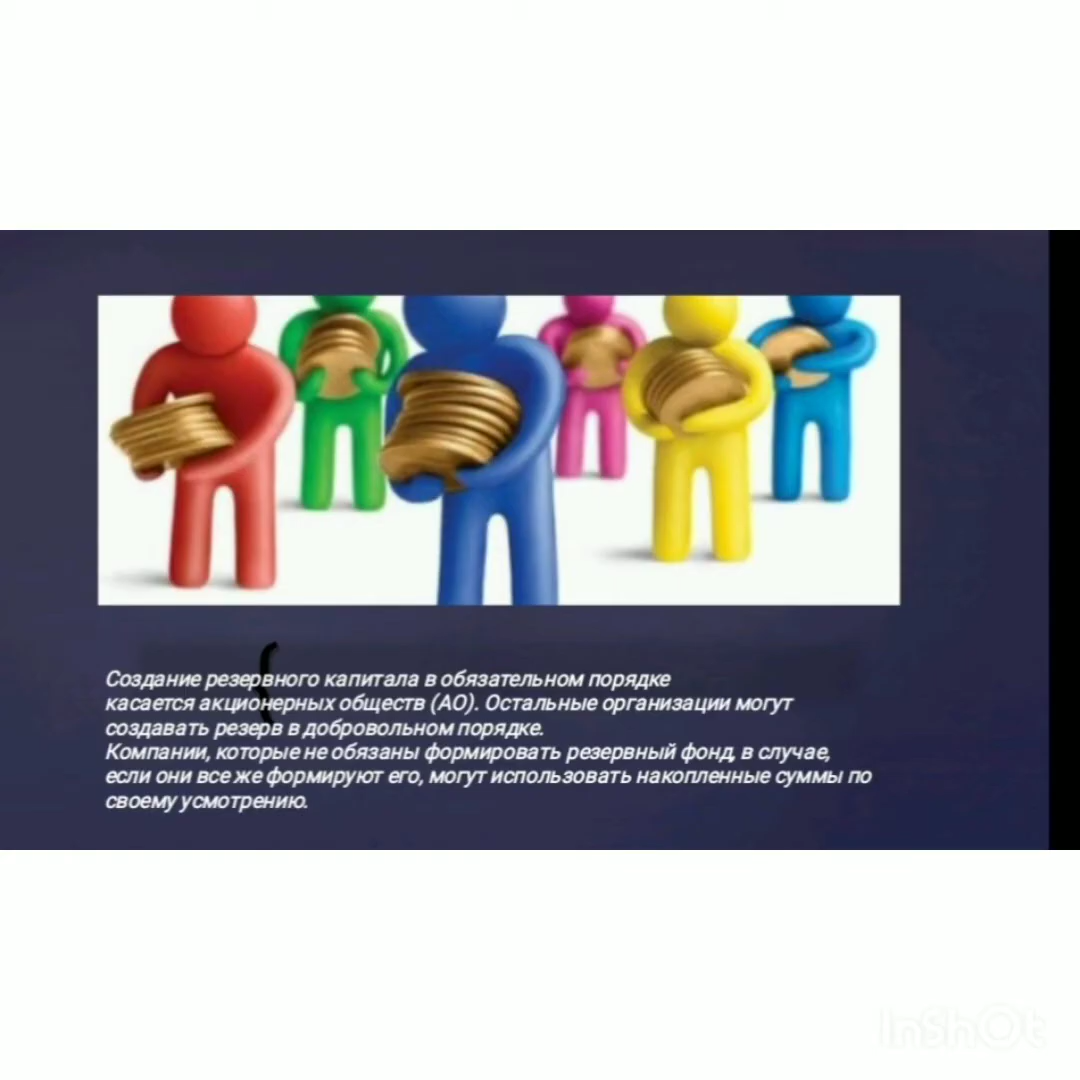 Создание резервного капитала в обязательном порядке
касается акционерных обществ (АО). Остальные организации могут
создавать резерв в добровольном порядке.
Компании, которые не обязаны формировать резервный фонд, в случае,
если они все же формируют его, могут использовать накопленные суммы по
своему усмотрению.
InShOt